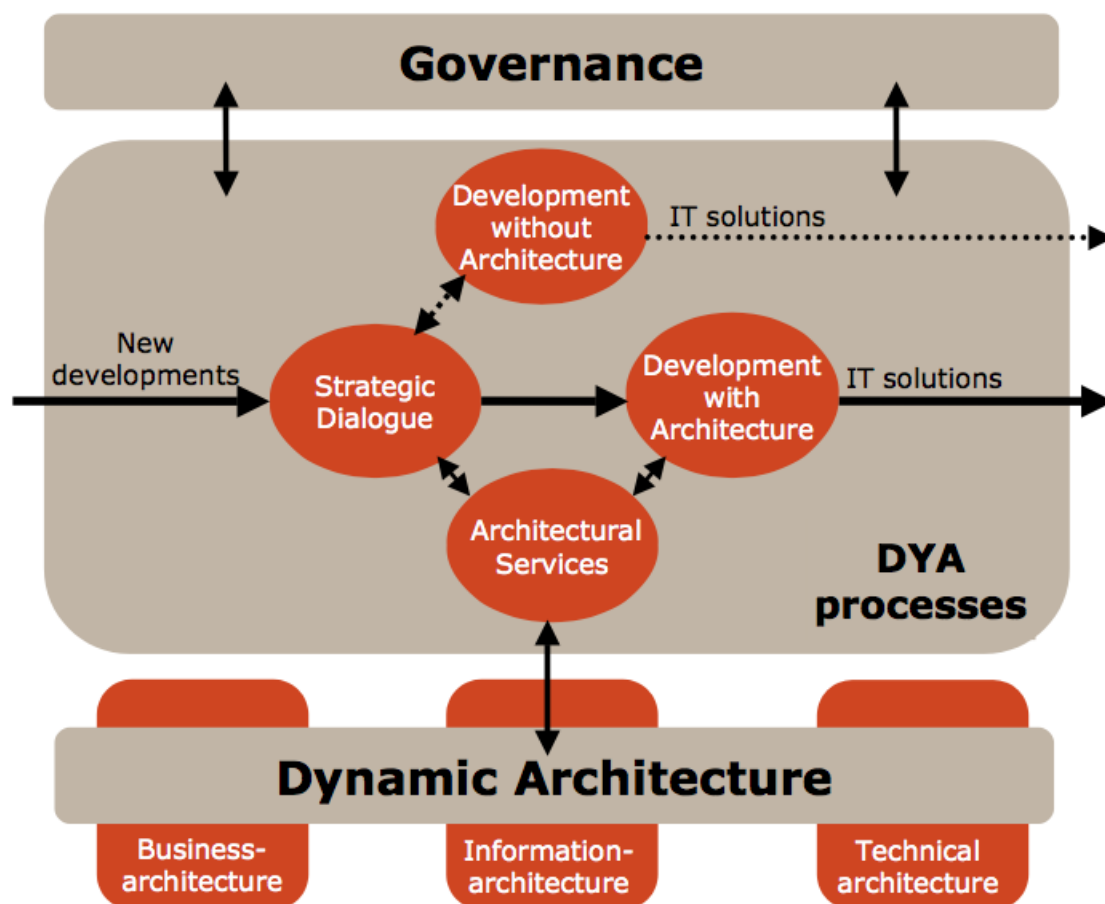 Governance
Development
without
Architecture
IT solutions
New
developments
Strategic
Dialogue
Development
with
Architecture
IT solutions
Architectural
Services
DYA
processes
Dynamic Architecture
Business-
architecture
Information-
architecture
Technical
architecture